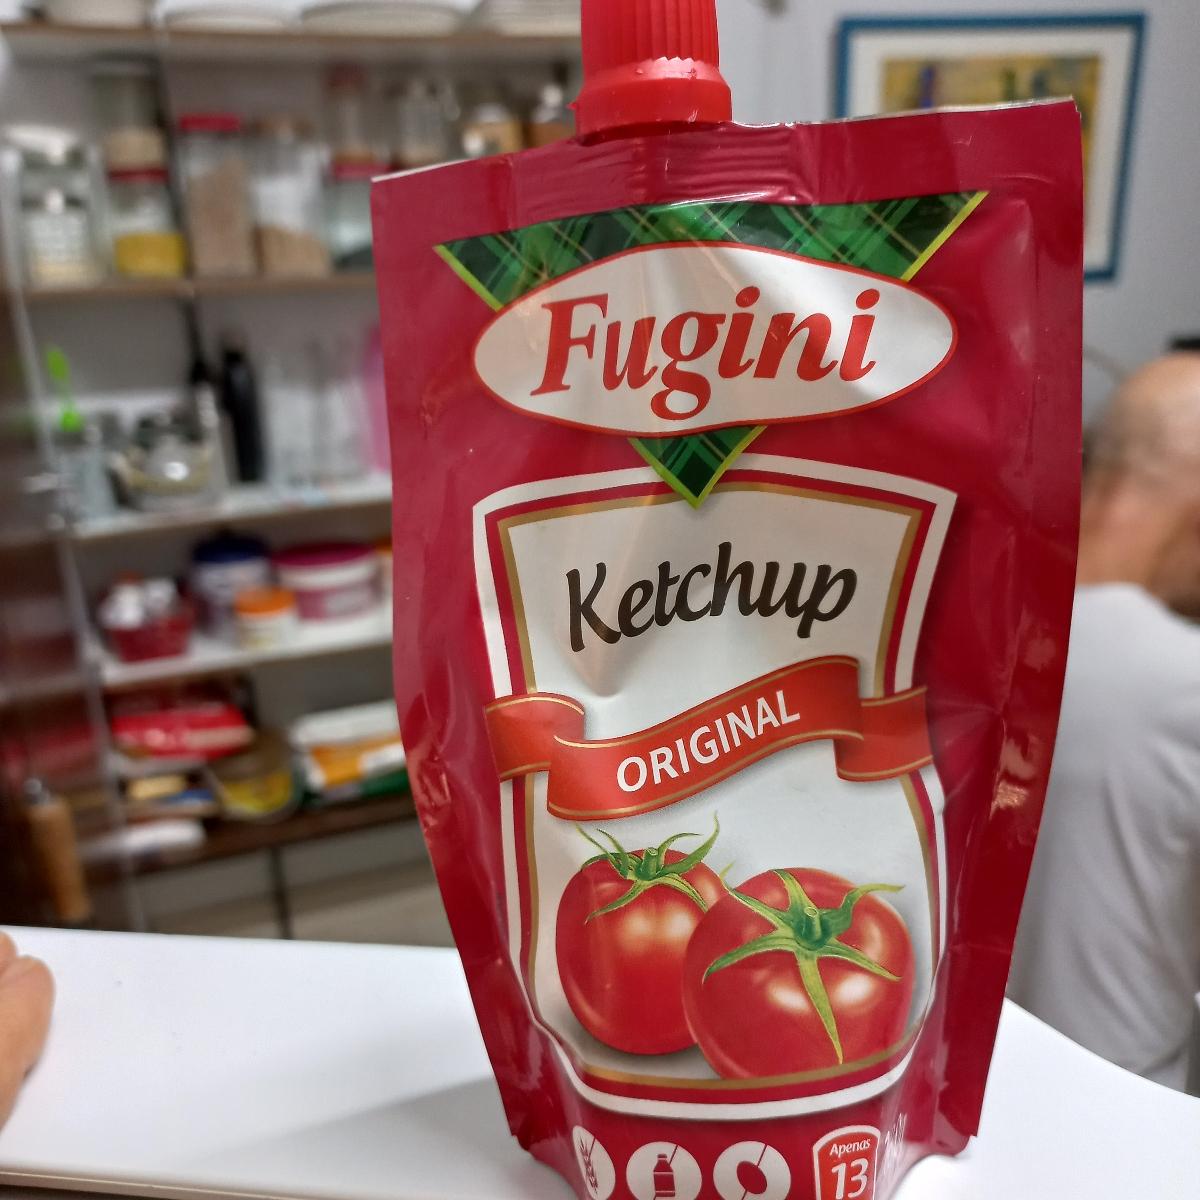 Fugini
Ketchup
ORIGINAL
Apenas
13